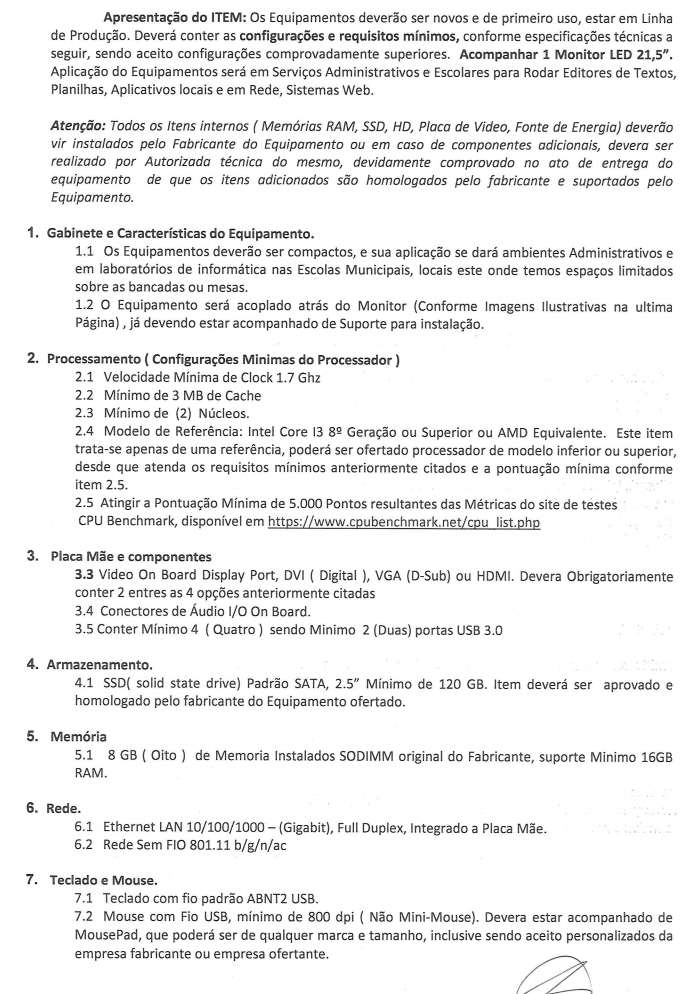 Apresentação do ITEM: Os Equipamentos deverão ser novos e de primeiro uso, estar em Linha
de Produção. Deverá conter as configurações e requisitos mínimos, conforme especificações técnicas a
seguir, sendo aceito configurações comprovadamente superiores. Acompanhar 1 Monitor LED 21,5”.
Aplicação do Equipamentos será em Serviços Administrativos e Escolares para Rodar Editores de Textos,
Planilhas, Aplicativos locais e em Rede, Sistemas Web.
Atenção: Todos os Itens internos ( Memórias RAM, SSD, HD, Placa de Video, Fonte de Energia) deverão
vir instalados pelo Fabricante do Equipamento ou em caso de componentes adicionais, devera ser
realizado por Autorizada técnica do mesmo, devidamente comprovado no ato de entrega do
equipamento de que os itens adicionados são homologados pelo fabricante e suportados pelo
Equipamento.
1. Gabinete e Características do Equipamento.
1.1 Os Equipamentos deverão ser compactos, e sua aplicação se dará ambientes Administrativos e
em laboratórios de informática nas Escolas Municipais, locais este onde temos espaços limitados
sobre as bancadas ou mesas.
1.2 O Equipamento será acoplado atrás do Monitor (Conforme Imagens Ilustrativas na ultima
Página) , já devendo estar acompanhado de Suporte para instalação.
2. Processamento ( Configurações Minimas do Processador )
2.1 Velocidade Mínima de Clock 1.7 Ghz
2.2 Mínimo de 3 MB de Cache
2.3 Mínimo de (2) Núcleos.
2.4 Modelo de Referência: Intel Core I3 8º Geração ou Superior ou AMD Equivalente. Este item
trata-se apenas de uma referência, poderá ser ofertado processador de modelo inferior ou superior,
desde que atenda os requisitos mínimos anteriormente citados e a pontuação mínima conforme
item 2.5.
2.5 Atingir a Pontuação Mínima de 5.000 Pontos resultantes das Métricas do site de testes
CPU Benchmark, disponível em https://www.cpubenchmark.net/cpu_list.php
3. Placa Mãe e componentes
3.3 Video On Board Display Port, DVI ( Digital ), VGA (D-Sub) ou HDMI. Devera Obrigatoriamente
conter 2 entres as 4 opções anteriormente citadas
3.4 Conectores de Áudio I/O On Board.
3.5 Conter Mínimo 4 ( Quatro ) sendo Minimo 2 (Duas) portas USB 3.0
4. Armazenamento.
4.1 SSD( solid state drive) Padrão SATA, 2.5” Mínimo de 120 GB. Item deverá ser aprovado e
homologado pelo fabricante do Equipamento ofertado.
5. Memória
5.1 8 GB ( Oito ) de Memoria Instalados SODIMM original do Fabricante, suporte Minimo 16GB
RAM.
6. Rede.
6.1 Ethernet LAN 10/100/1000 – (Gigabit), Full Duplex, Integrado a Placa Mãe.
6.2 Rede Sem FIO 801.11 b/g/n/ac
7. Teclado e Mouse.
7.1 Teclado com fio padrão ABNT2 USB.
7.2 Mouse com Fio USB, mínimo de 800 dpi ( Não Mini-Mouse). Devera estar acompanhado de
MousePad, que poderá ser de qualquer marca e tamanho, inclusive sendo aceito personalizados da
empresa fabricante ou empresa ofertante.